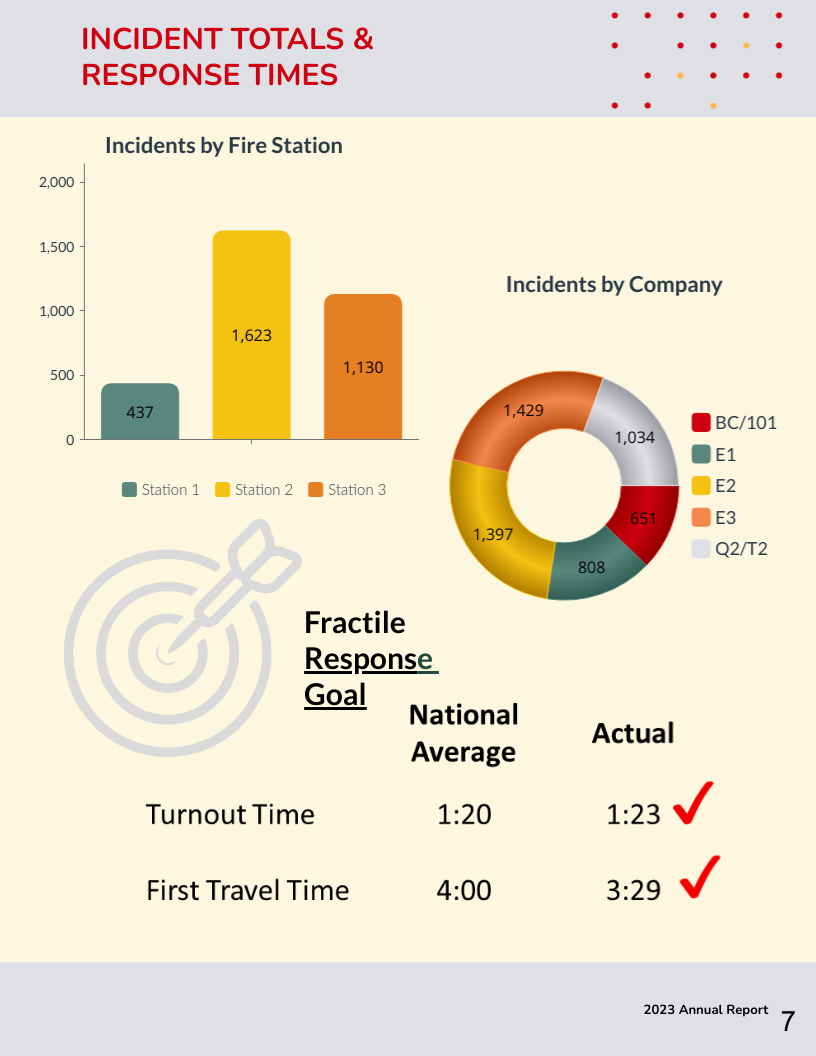 INCIDENT TOTALS &
RESPONSE TIMES
Incidents by Fire Station
2,000
1,500
1,000
500
0
437
1,623
1,130
Station 1 Station 2 Station 3
Incidents by Company
1,429
1,034
651
808
1,397
BC/101
E1
E2
E3
Q2/T2
Fractile
Response
Goal
National
Average
Actual
Turnout Time 1:20 1:23
First Travel Time 4:00 3:29
2023 Annual Report 7